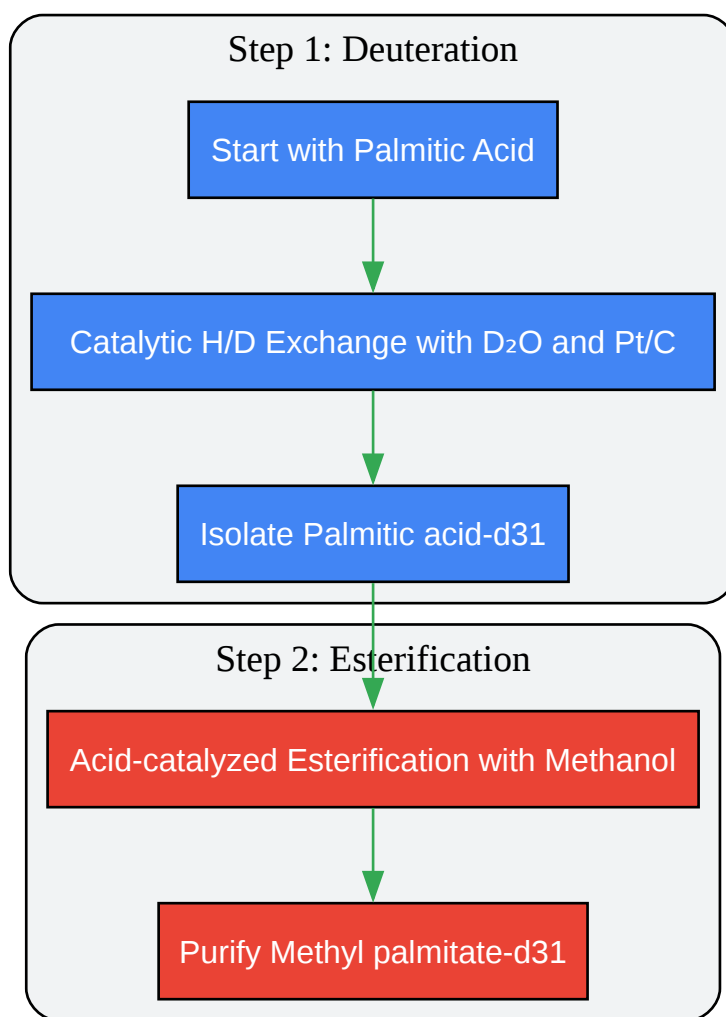 Step 1: Deuteration
Start with Palmitic Acid
Catalytic H/D Exchange with D₂O and Pt/C
Isolate Palmitic acid-d31
Step 2: Esterification
Acid-catalyzed Esterification with Methanol
Purify Methyl palmitate-d31